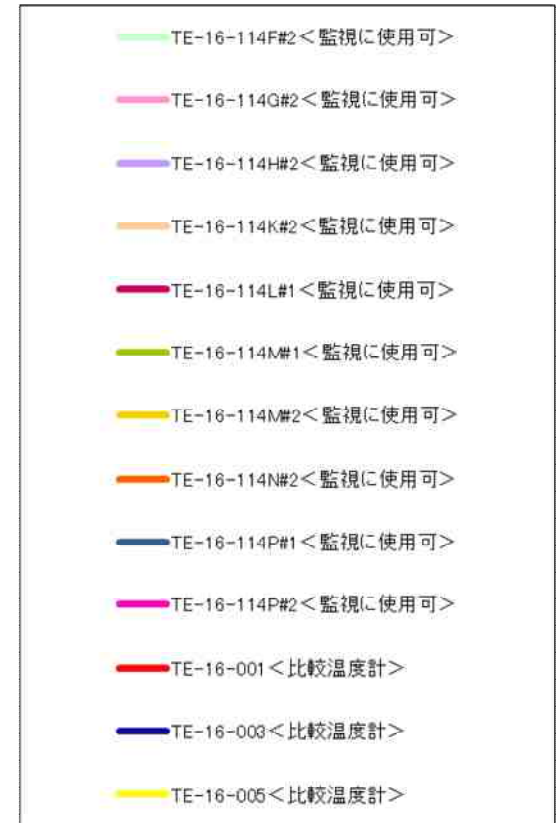 TE-16-114F#2＜監視に使用可＞
TE-16-114G#2＜監視に使用可＞
TE-16-114H#2＜監視に使用可＞
TE-16-114K#2＜監視に使用可＞
TE-16-114L#1＜監視に使用可＞
TE-16-114M#1＜監視に使用可＞
TE-16-114M#2＜監視に使用可＞
TE-16-114N#2＜監視に使用可＞
TE-16-114P#1＜監視に使用可＞
TE-16-114P#2＜監視に使用可＞
TE-16-001＜比較温度計＞
TE-16-003＜比較温度計＞
TE-16-005＜比較温度計＞